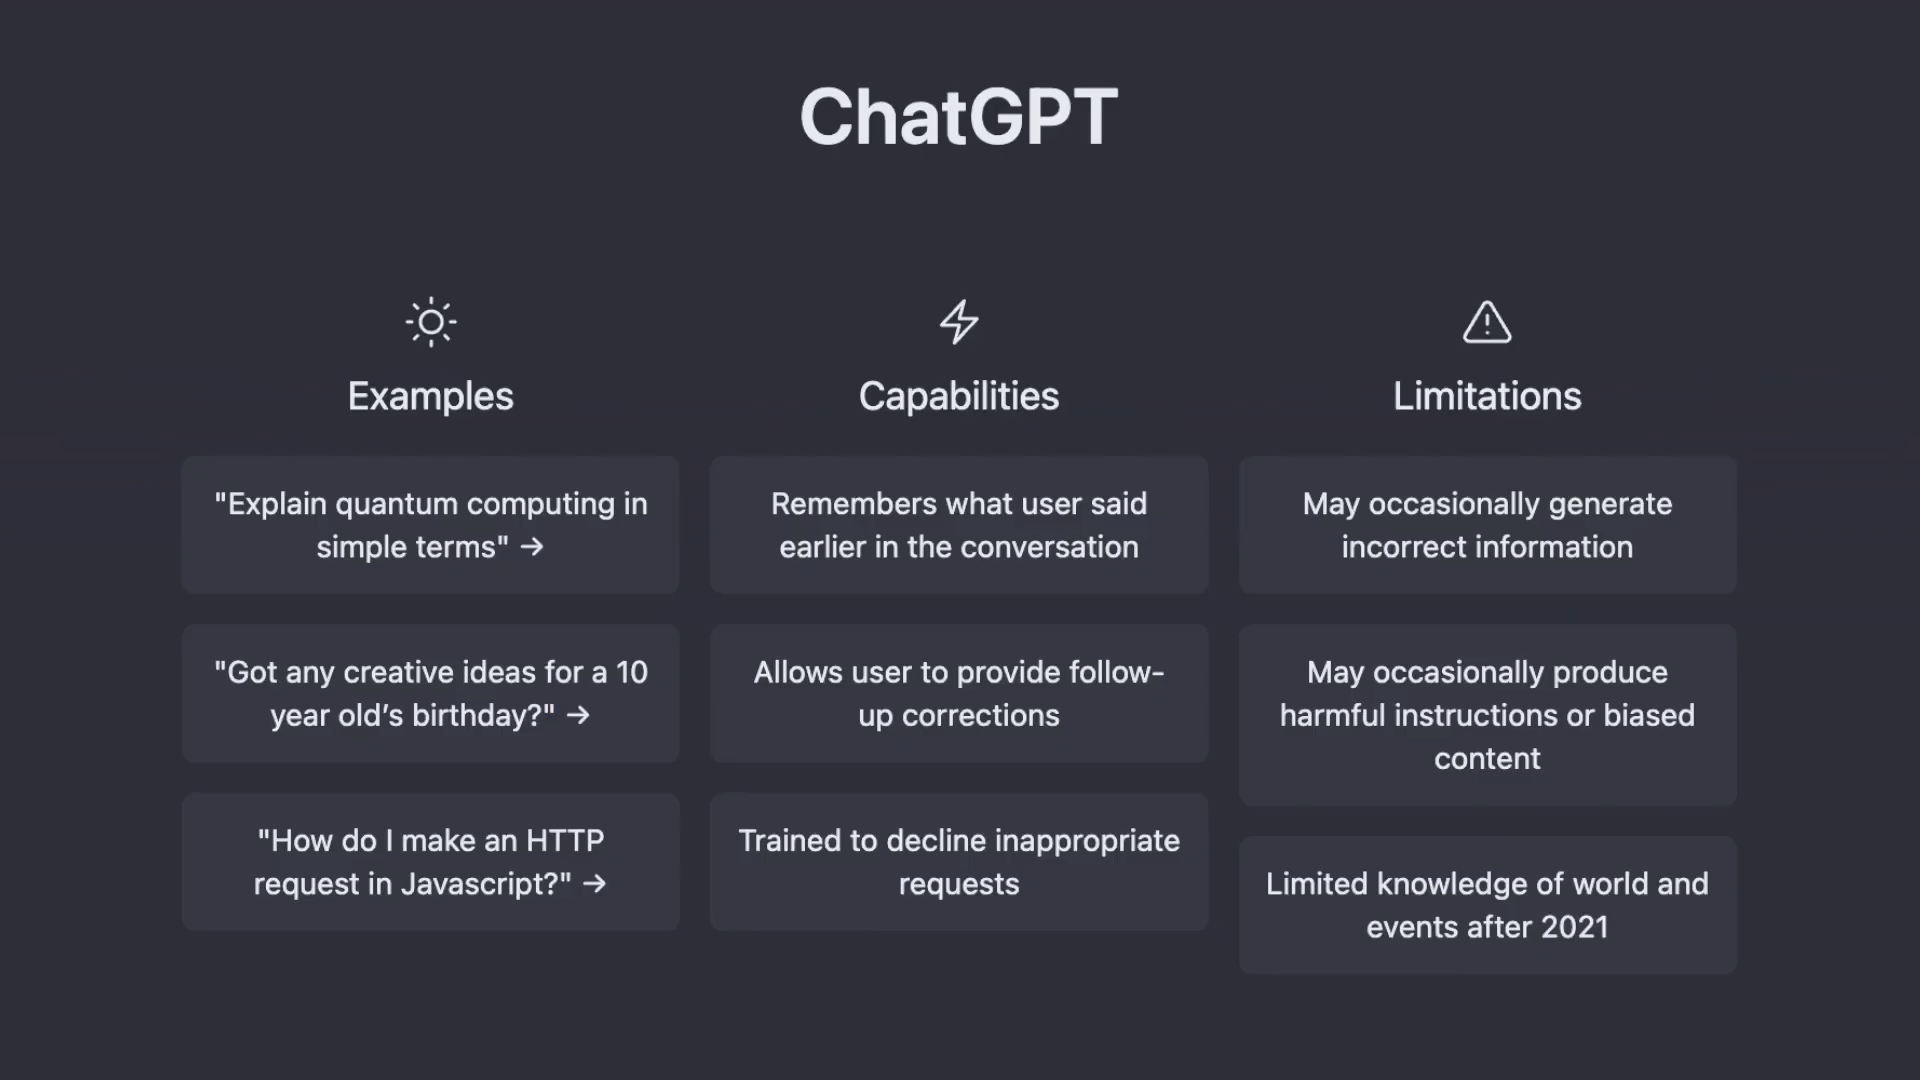 ChatGPT
Examples
"Explain quantum computing in
simple terms" →
"Got any creative ideas for a 10
year old’s birthday?" →
"How do I make an HTTP
request in Javascript?" →
Capabilities
Remembers what user said
earlier in the conversation
Allows user to provide follow-
up corrections
Trained to decline inappropriate
requests
Limitations
May occasionally generate
incorrect information
May occasionally produce
harmful instructions or biased
content
Limited knowledge of world and
events after 2021